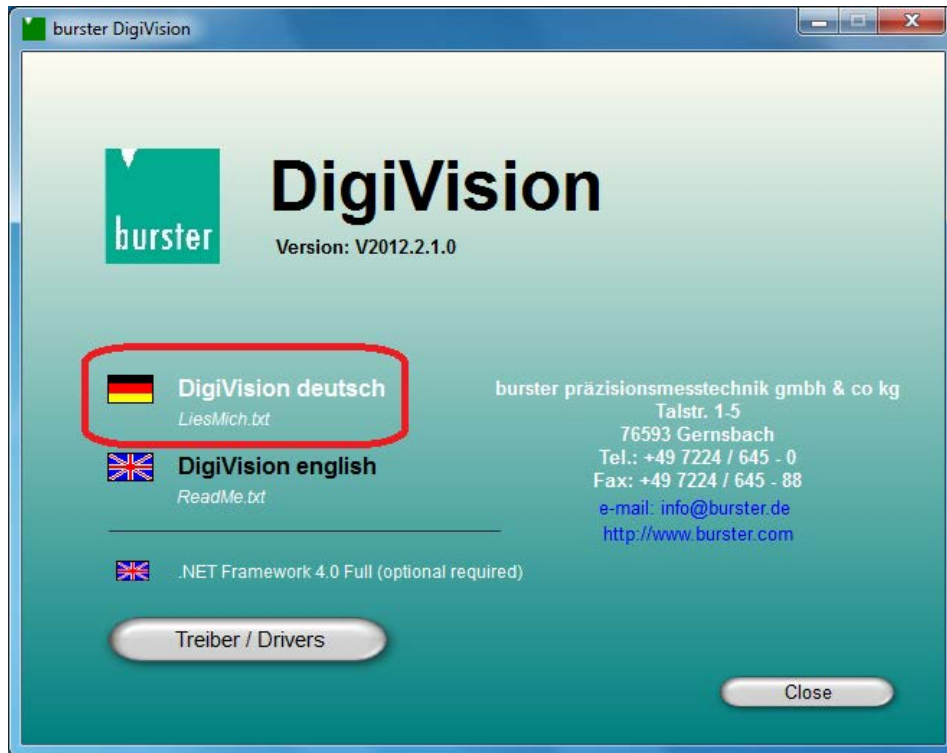 burster DigiVision
burster
DigiVision
Version: V2012.2.1.0
DigiVision deutsch
LiesMich.txt
DigiVision english
ReadMe.txt
.NET Framework 4.0 Full (optional required)
Treiber / Drivers
burster präzisionsmesstechnik gmbh & co kg
Talstr. 1-5
76593 Gernsbach
Tel.: +49 7224 / 645 - 0
Fax: +49 7224 / 645 - 88
e-mail: info@burster.de
http://www.burster.com
Close